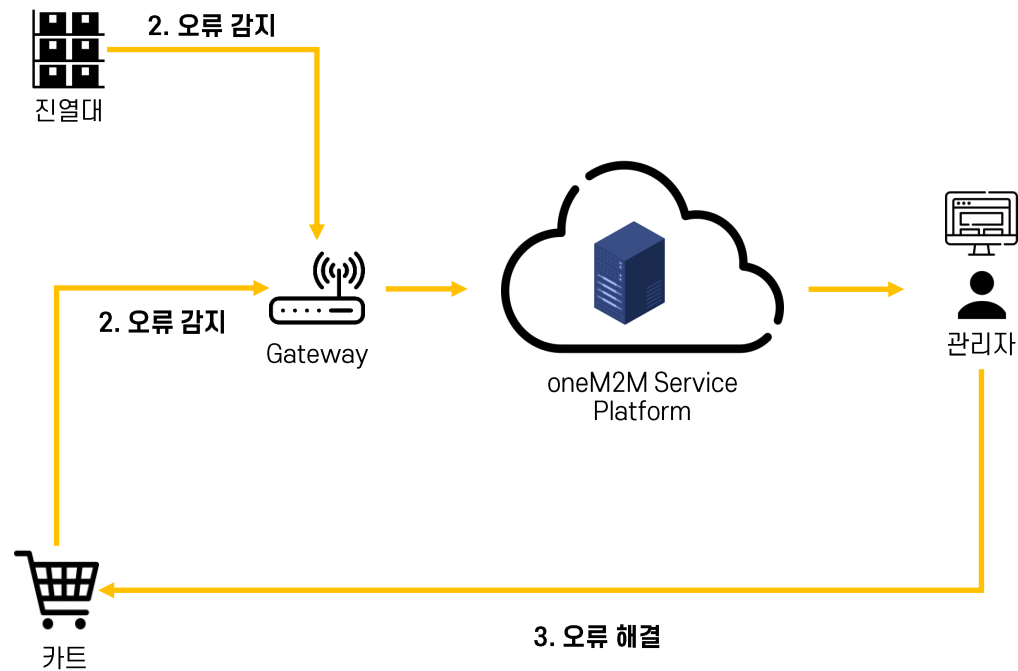 2. 오류 감지
진열대
2. 오류 감지
Gateway
oneM2M Service
Platform
관리자
3. 오류 해결
카트